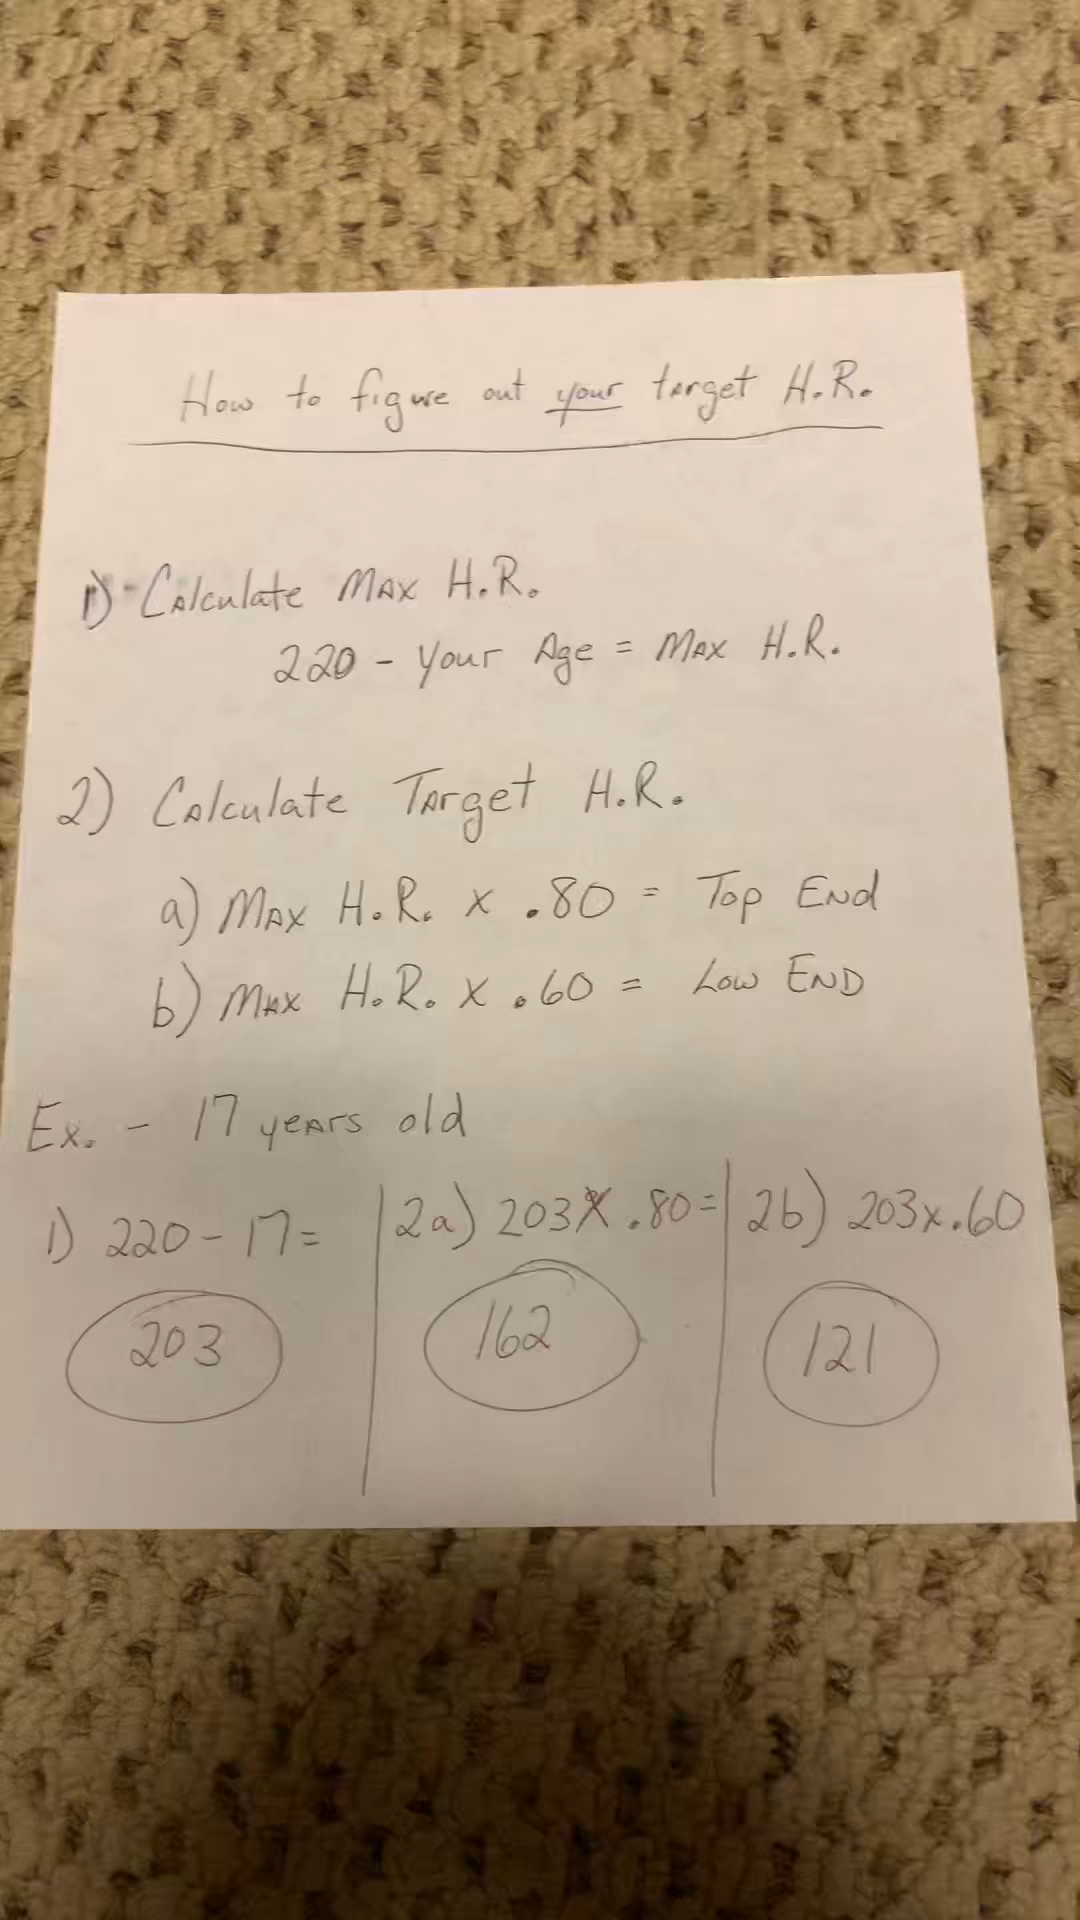 How to figure out your target H.R.
1) Calculate Max H.R.
220 - Your Age = Max H.R.
2) Calculate Target H.R.
a) Max H.R. x .80 = Top End
b) Max H.R. x .60 = Low END
Ex. - 17 years old
1) 220 - 17 =
203
2a) 203 x .80 =
162
2b) 203 x .60
121